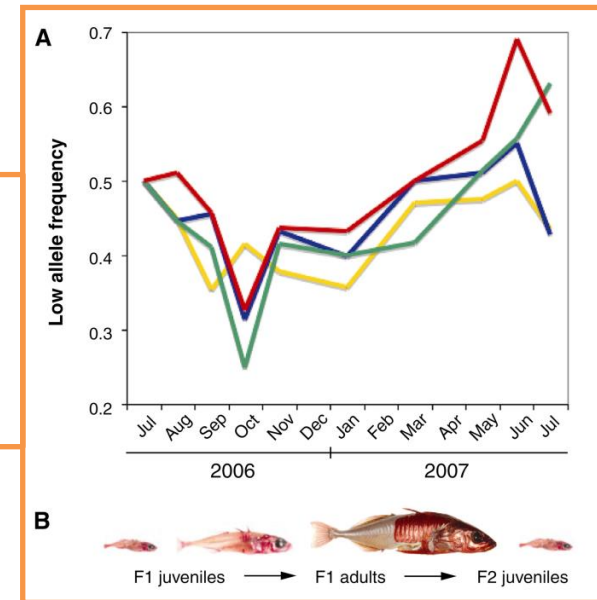 A
Low allele frequency
0.7
0.6
0.5
0.4
0.3
0.2
Jul Aug Sep Oct Nov Dec Jan Feb Mar Apr May Jun Jul
2006 2007
B
F1 juveniles F1 adults F2 juveniles